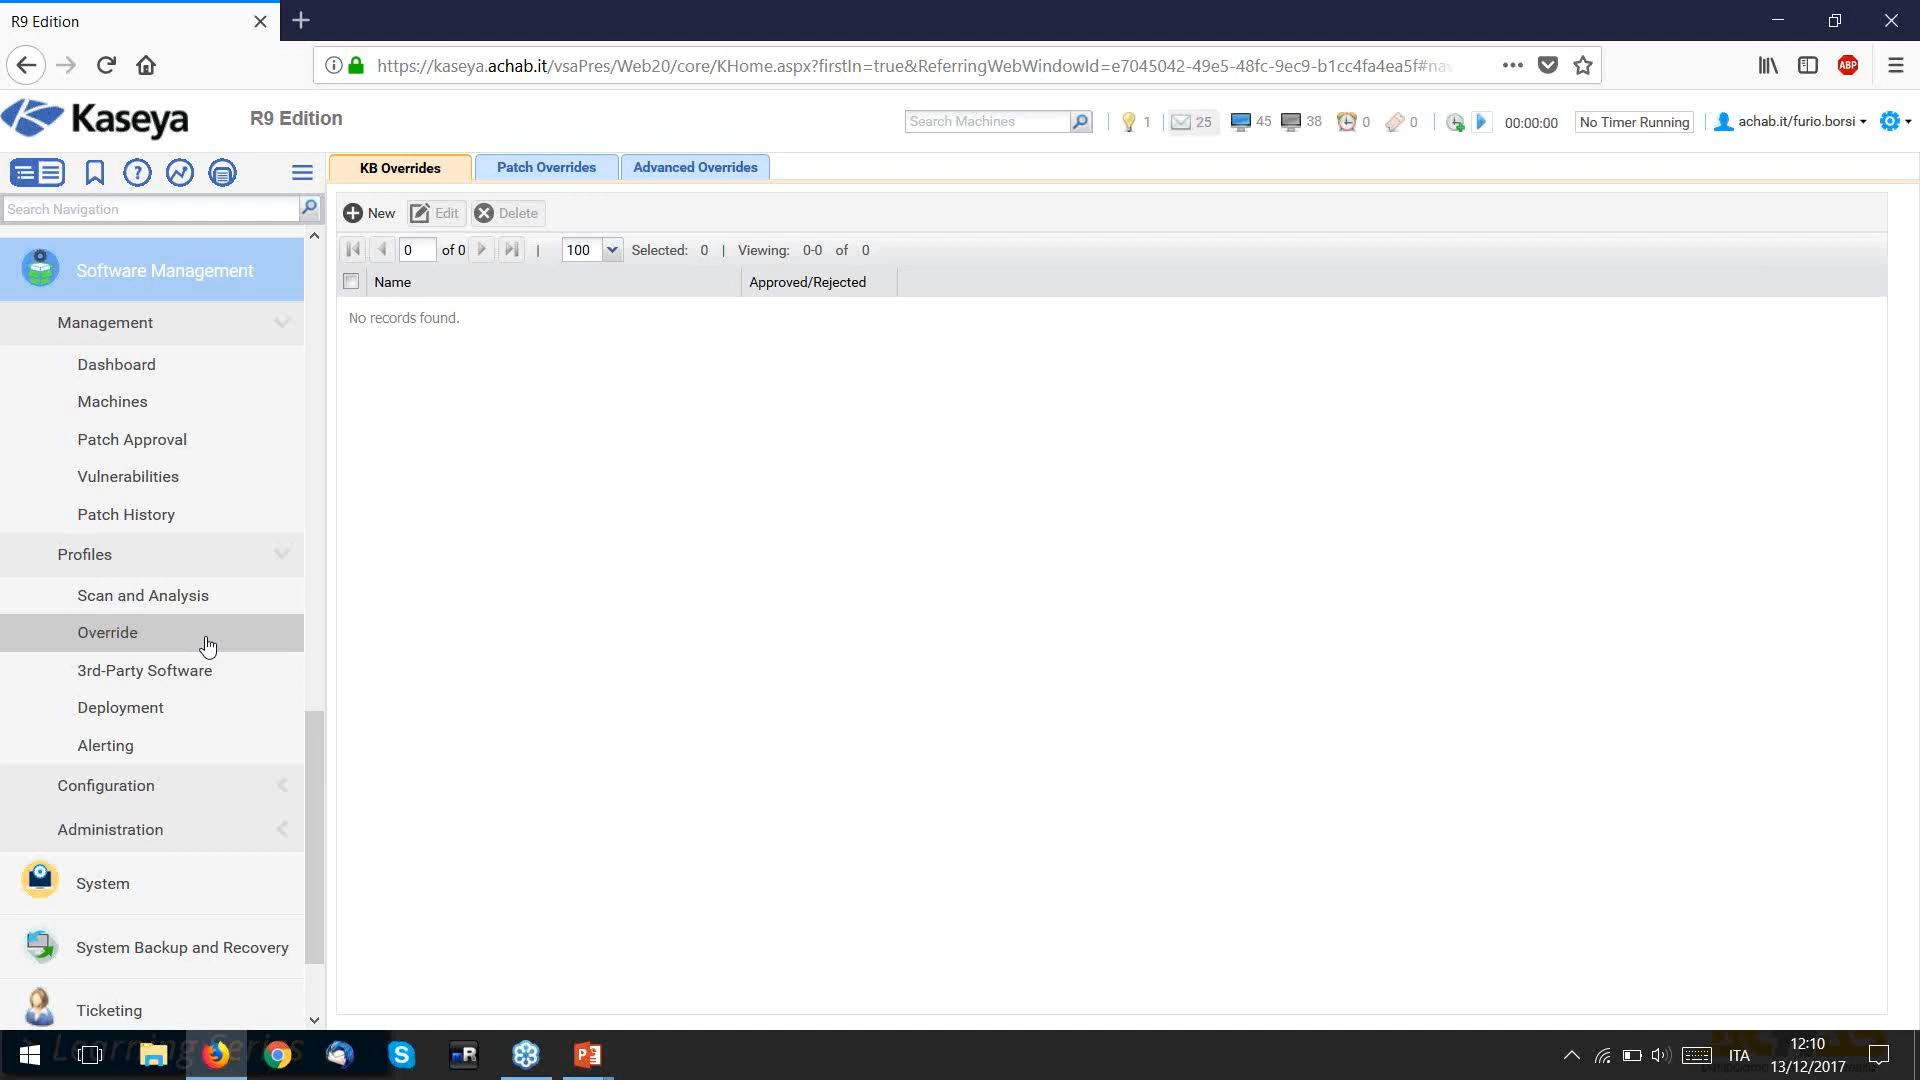 R9 Edition
https://kaseya.achab.it/vsaPres/Web20/core/KHome.aspx?firstIn=true&ReferringWebWindowId=e7045042-49e5-48fc-9ec9-b1cc4fa4ea5f#nav
ABP
Kaseya R9 Edition
Search Machines 1 25 45 38 0 0 00:00:00 No Timer Running achab.it/furio.borsi
KB Overrides Patch Overrides Advanced Overrides
Search Navigation
New Edit Delete
0 of 0 | 100 Selected: 0 | Viewing: 0-0 of 0
Name Approved/Rejected
No records found.
Software Management
Management
Dashboard
Machines
Patch Approval
Vulnerabilities
Patch History
Profiles
Scan and Analysis
Override
3rd-Party Software
Deployment
Alerting
Configuration
Administration
System
System Backup and Recovery
Ticketing
Learning Series
ITA
12:10
13/12/2017